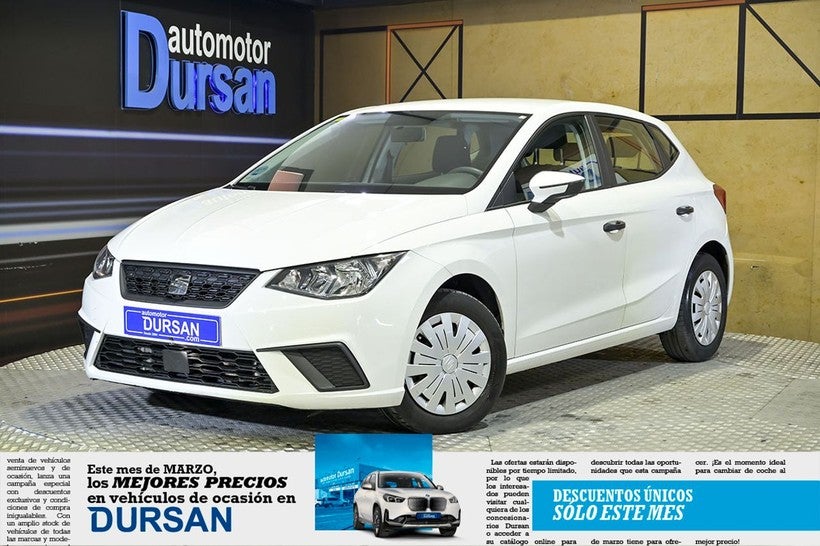 automotor
Dursan
automotor
DURSAN
.com
venta de vehículos
seminuevos y de
ocasión, lanza una
campaña especial
con descuentos
exclusivos y condi-
ciones de compra
inigualables. Con
un amplio stock de
vehículos de todas
las marcas y mode-
Este mes de MARZO,
los MEJORES PRECIOS
en vehículos de ocasión en
DURSAN
automotor Dursan
Las ofertas estarán dispo-
nibles por tiempo limitado,
por lo que
los interesa-
dos pueden
visitar cual-
quiera de los
concesiona-
rios Dursan
o acceder a
su catálogo online para
descubrir todas las oportu-
nidades que esta campaña
DESCUENTOS ÚNICOS
SÓLO ESTE MES
de marzo tiene para ofre-
cer. ¡Es el momento ideal
para cambiar de coche al
mejor precio!